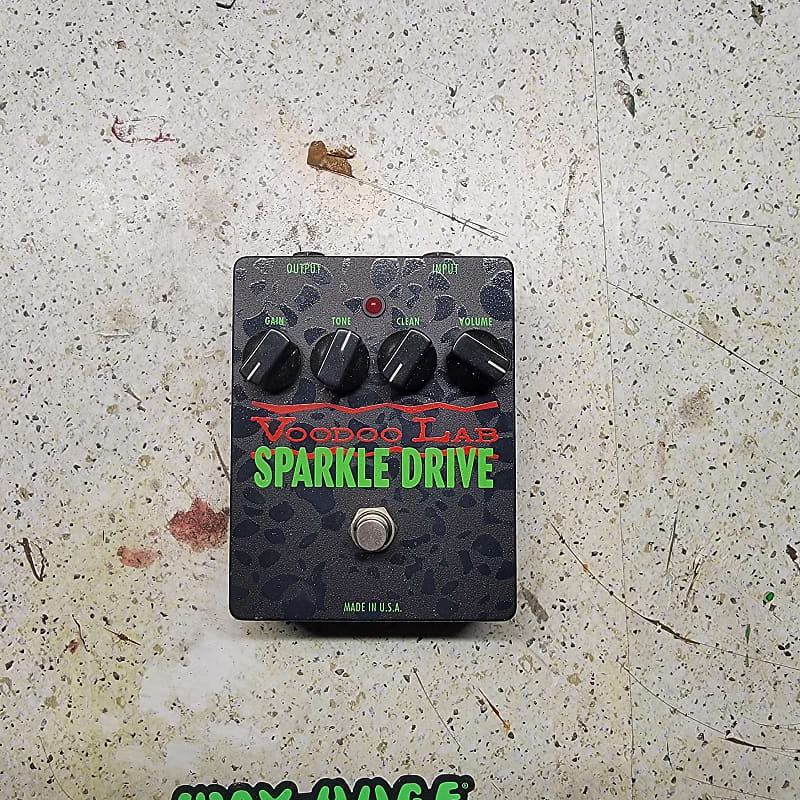 OUTPUT INPUT
GAIN TONE CLEAN VOLUME
VOODOO LAB
SPARKLE DRIVE
MADE IN U.S.A.